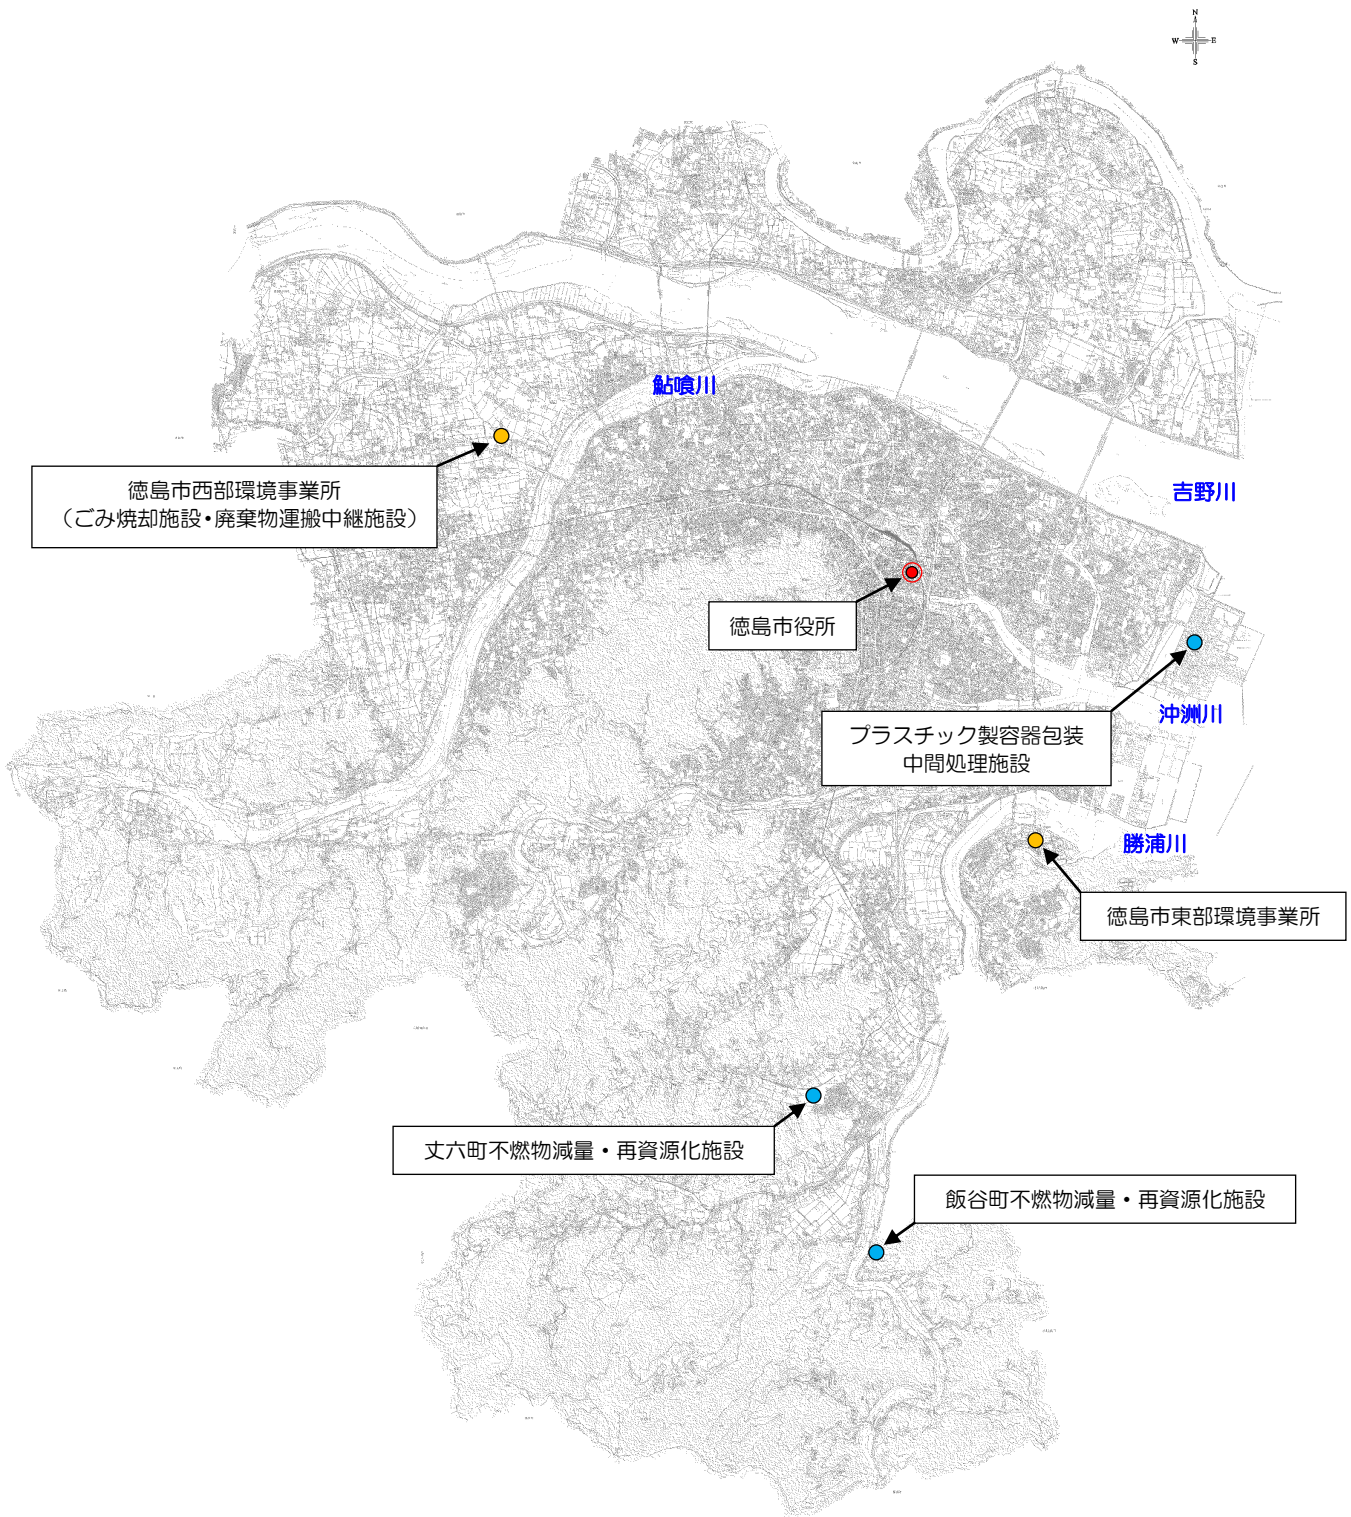 N
W E
S
鮎喰川
徳島市西部環境事業所
（ごみ焼却施設・廃棄物運搬中継施設）
吉野川
徳島市役所
沖洲川
プラスチック製容器包装
中間処理施設
勝浦川
徳島市東部環境事業所
丈六町不燃物減量・再資源化施設
飯谷町不燃物減量・再資源化施設